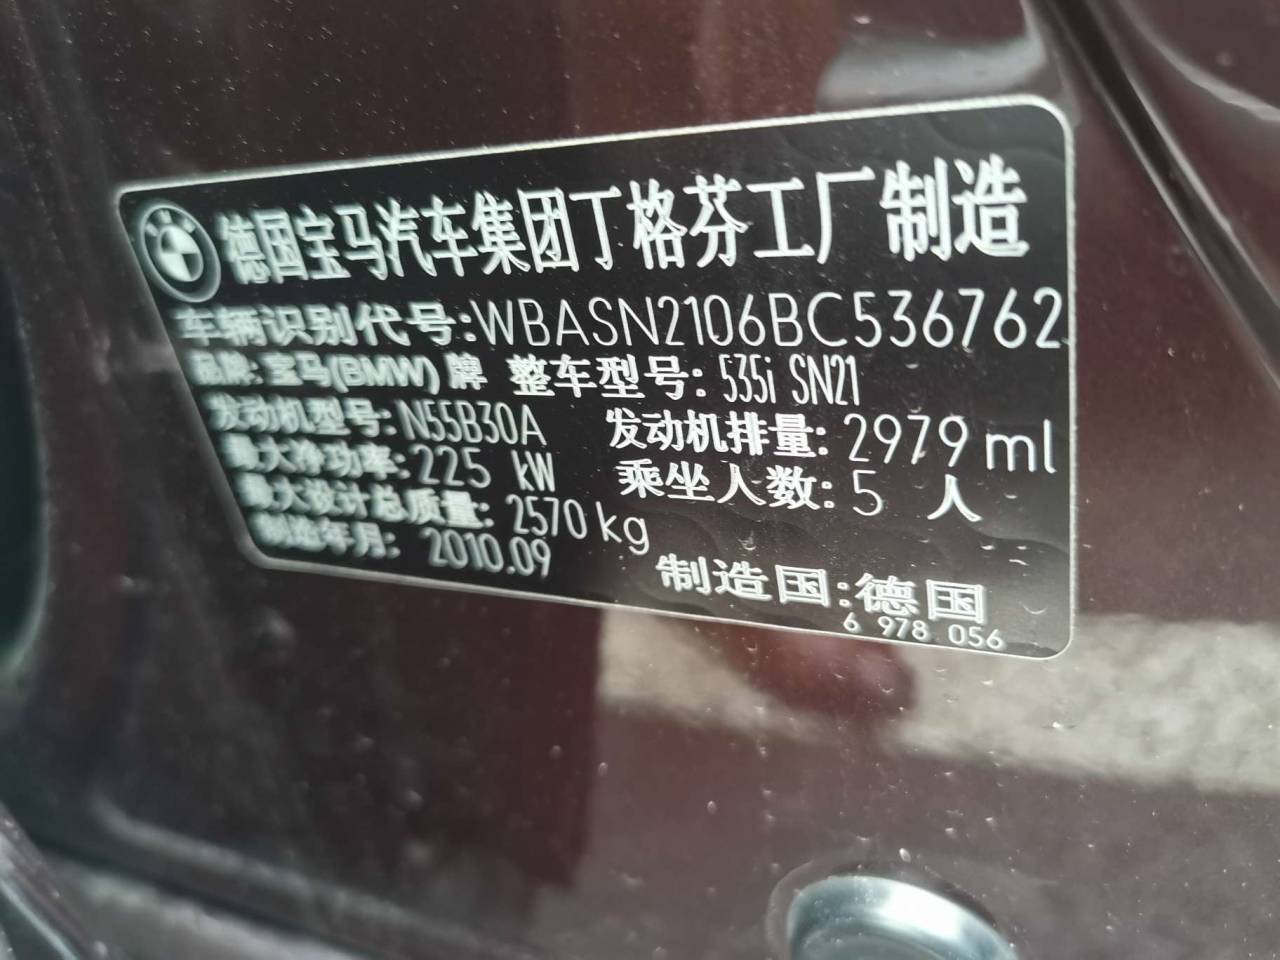 德国宝马汽车集团丁格芬工厂制造
车辆识别代号:WBASN2106BC536762
品牌:宝马(BMW)牌 整车型号:535i SN21
发动机型号:N55B30A 发动机排量:2979 ml
最大净功率:225 kW 乘坐人数:5 人
最大设计总质量:2570 kg
制造年月:2010.09 制造国:德国
6 978 056